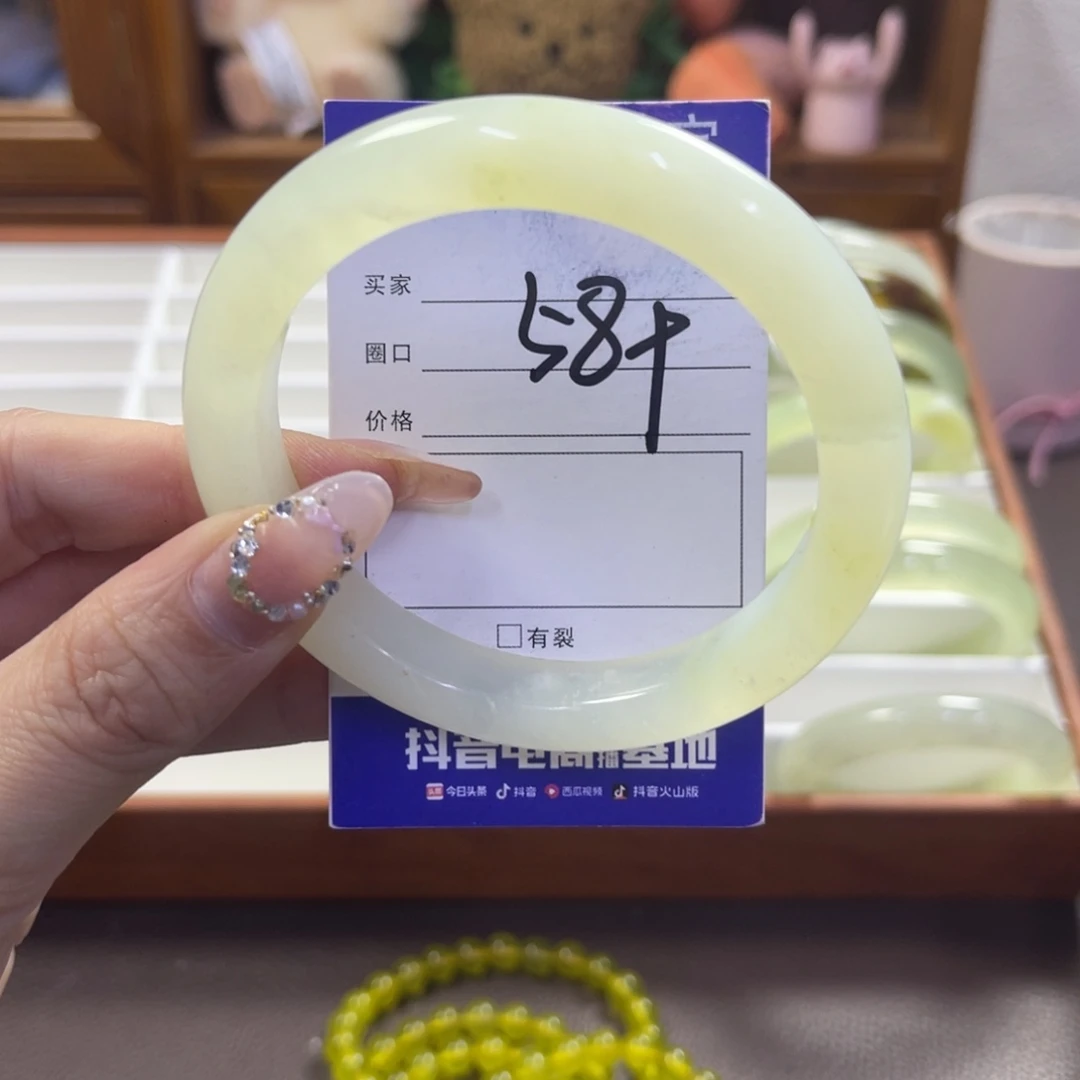 家
买家
58+
圈口
价格
□有裂
抖音电商直播基地
今日头条 抖音 西瓜视频 抖音火山版